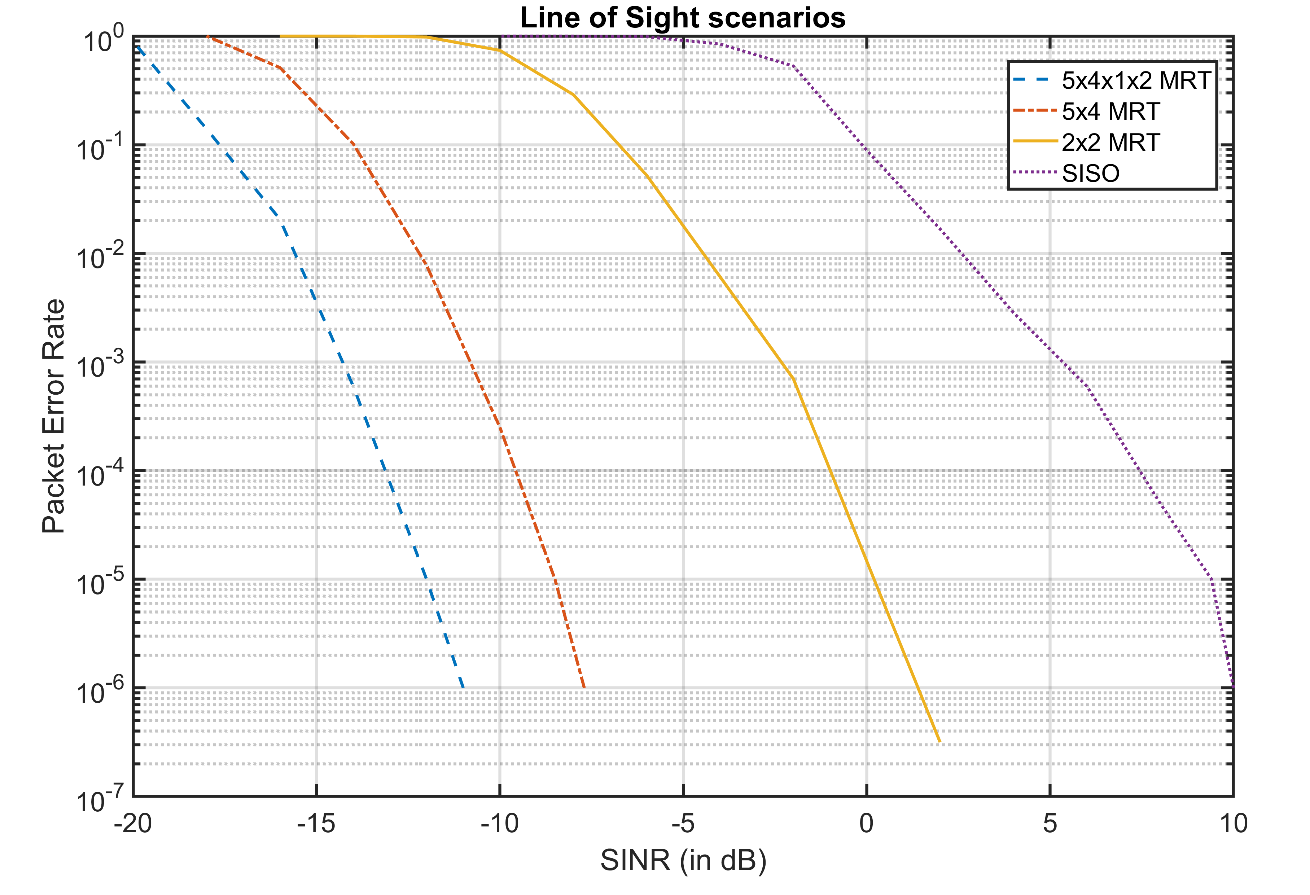 Line of Sight scenarios
10^0
10^-1
10^-2
10^-3
10^-4
10^-5
10^-6
10^-7
Packet Error Rate
5x4x1x2 MRT
5x4 MRT
2x2 MRT
SISO
-20 -15 -10 -5 0 5 10
SINR (in dB)